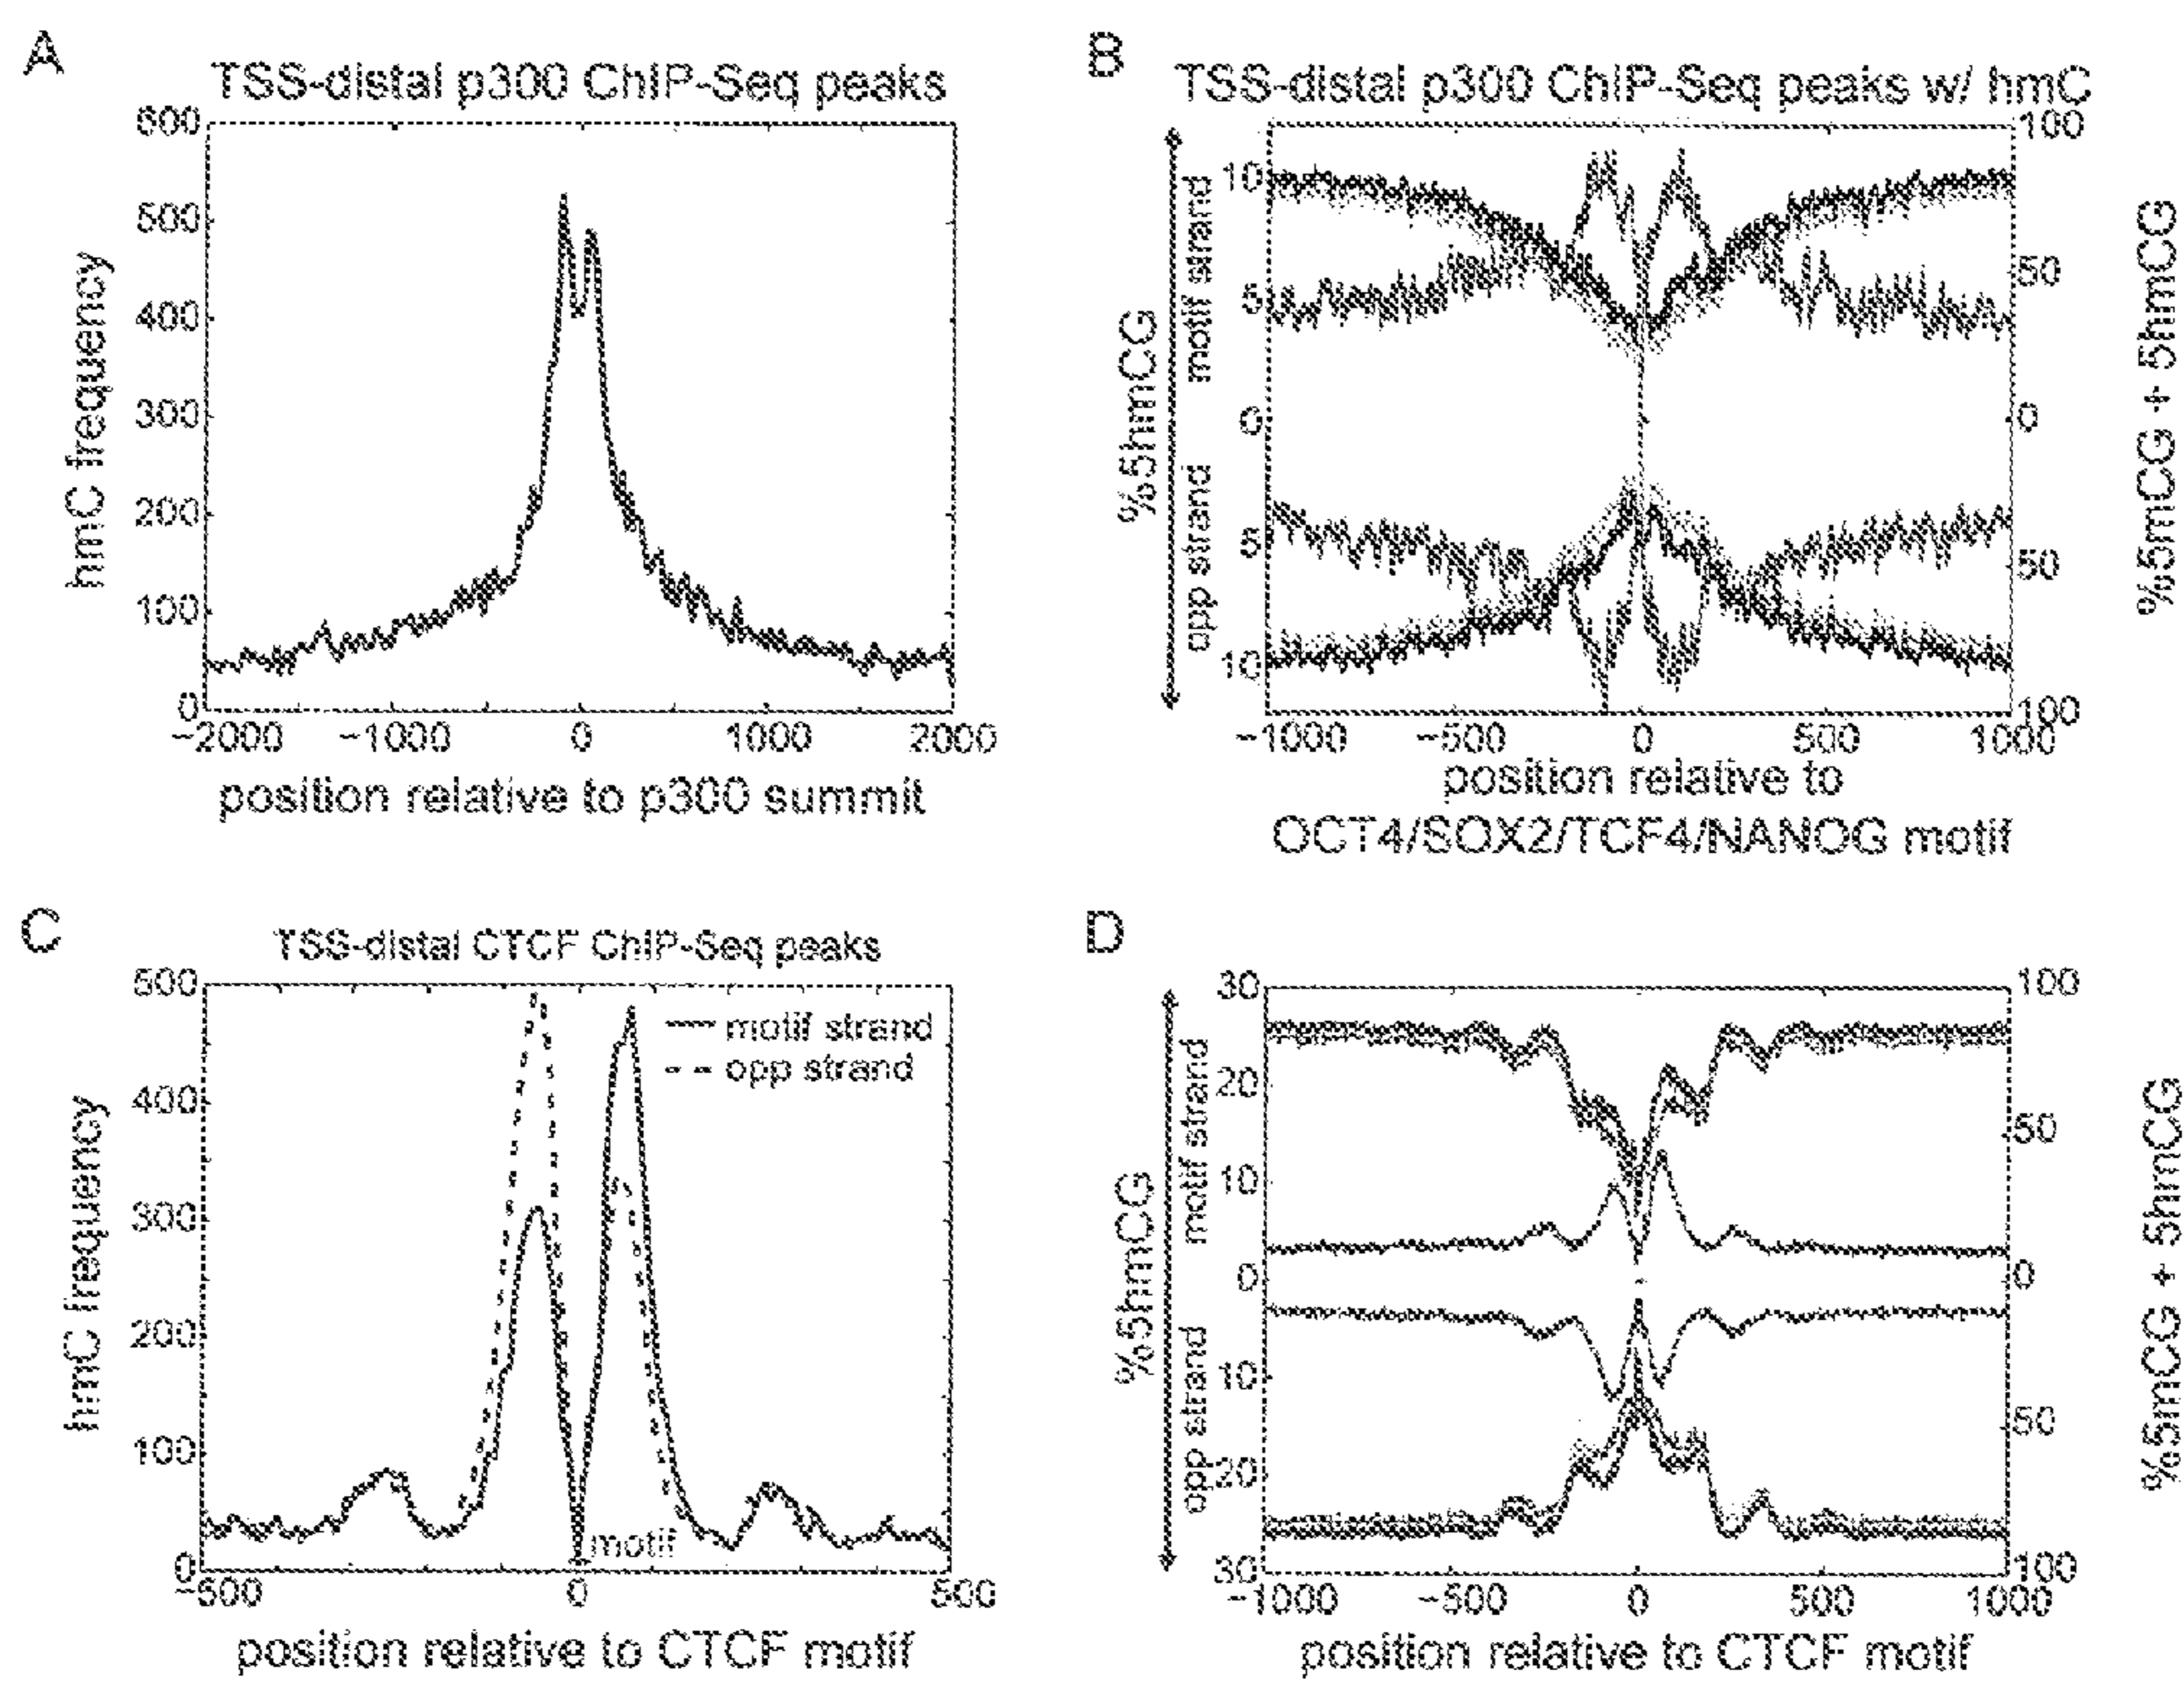 A
TSS-distal p300 ChIP-Seq peaks
600
500
400
300
200
100
0
hmC frequency
−2000 −1000 0 1000 2000
position relative to p300 summit
B
TSS-distal p300 ChIP-Seq peaks w/ hmC
%5hmCG
motif strand
opp strand
10
5
0
5
10
100
50
0
50
100
%5mCG + 5hmCG
−1000 −500 0 500 1000
position relative to
OCT4/SOX2/TCF4/NANOG motif
C
TSS-distal CTCF ChIP-Seq peaks
500
400
300
200
100
0
hmC frequency
motif strand
opp strand
motif
−500 0 500
position relative to CTCF motif
D
%5hmCG
motif strand
opp strand
30
20
10
0
10
20
30
100
50
0
50
100
%5mCG + 5hmCG
−1000 −500 0 500 1000
position relative to CTCF motif